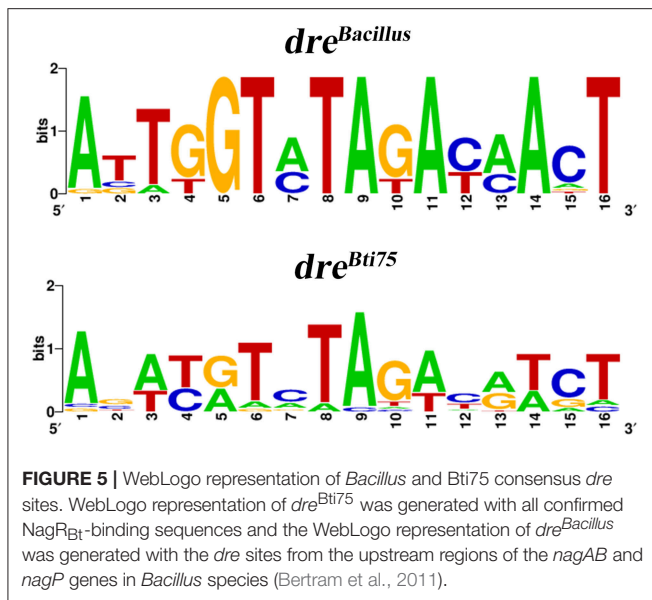 dreBacillus
2
bits
1
0
A T C G T A T G T G T A C T A G T A C T A C A C A G T T
5′ 1 2 3 4 5 6 7 8 9 10 11 12 13 14 15 16 3′
dreBti75
2
bits
1
0
5′ 1 2 3 4 5 6 7 8 9 10 11 12 13 14 15 16 3′
FIGURE 5 | WebLogo representation of Bacillus and Bti75 consensus dre
sites. WebLogo representation of dreBti75 was generated with all confirmed
NagRBt-binding sequences and the WebLogo representation of dreBacillus
was generated with the dre sites from the upstream regions of the nagAB and
nagP genes in Bacillus species (Bertram et al., 2011).